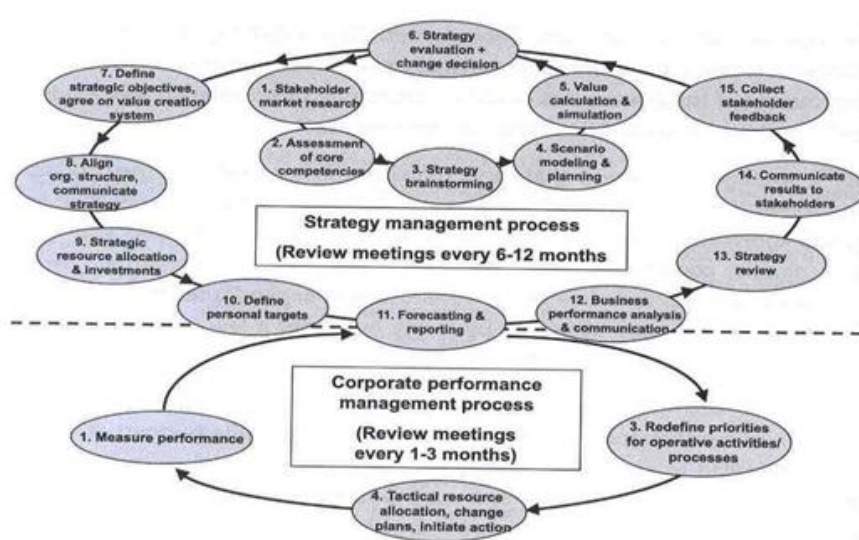 6. Strategy
evaluation +
change decision
7. Define
strategic objectives,
agree on value creation
system
1. Stakeholder
market research
5. Value
calculation &
simulation
15. Collect
stakeholder
feedback
2. Assessment
of core
competencies
3. Strategy
brainstorming
4. Scenario
modeling &
planning
8. Align
org. structure,
communicate
strategy
14. Communicate
results to
stakeholders
Strategy management process
(Review meetings every 6-12 months
9. Strategic
resource allocation
& investments
13. Strategy
review
10. Define
personal targets
11. Forecasting &
reporting
12. Business
performance analysis
& communication
Corporate performance
management process
(Review meetings
every 1-3 months)
1. Measure performance
3. Redefine priorities
for operative activities/
processes
4. Tactical resource
allocation, change
plans, initiate action